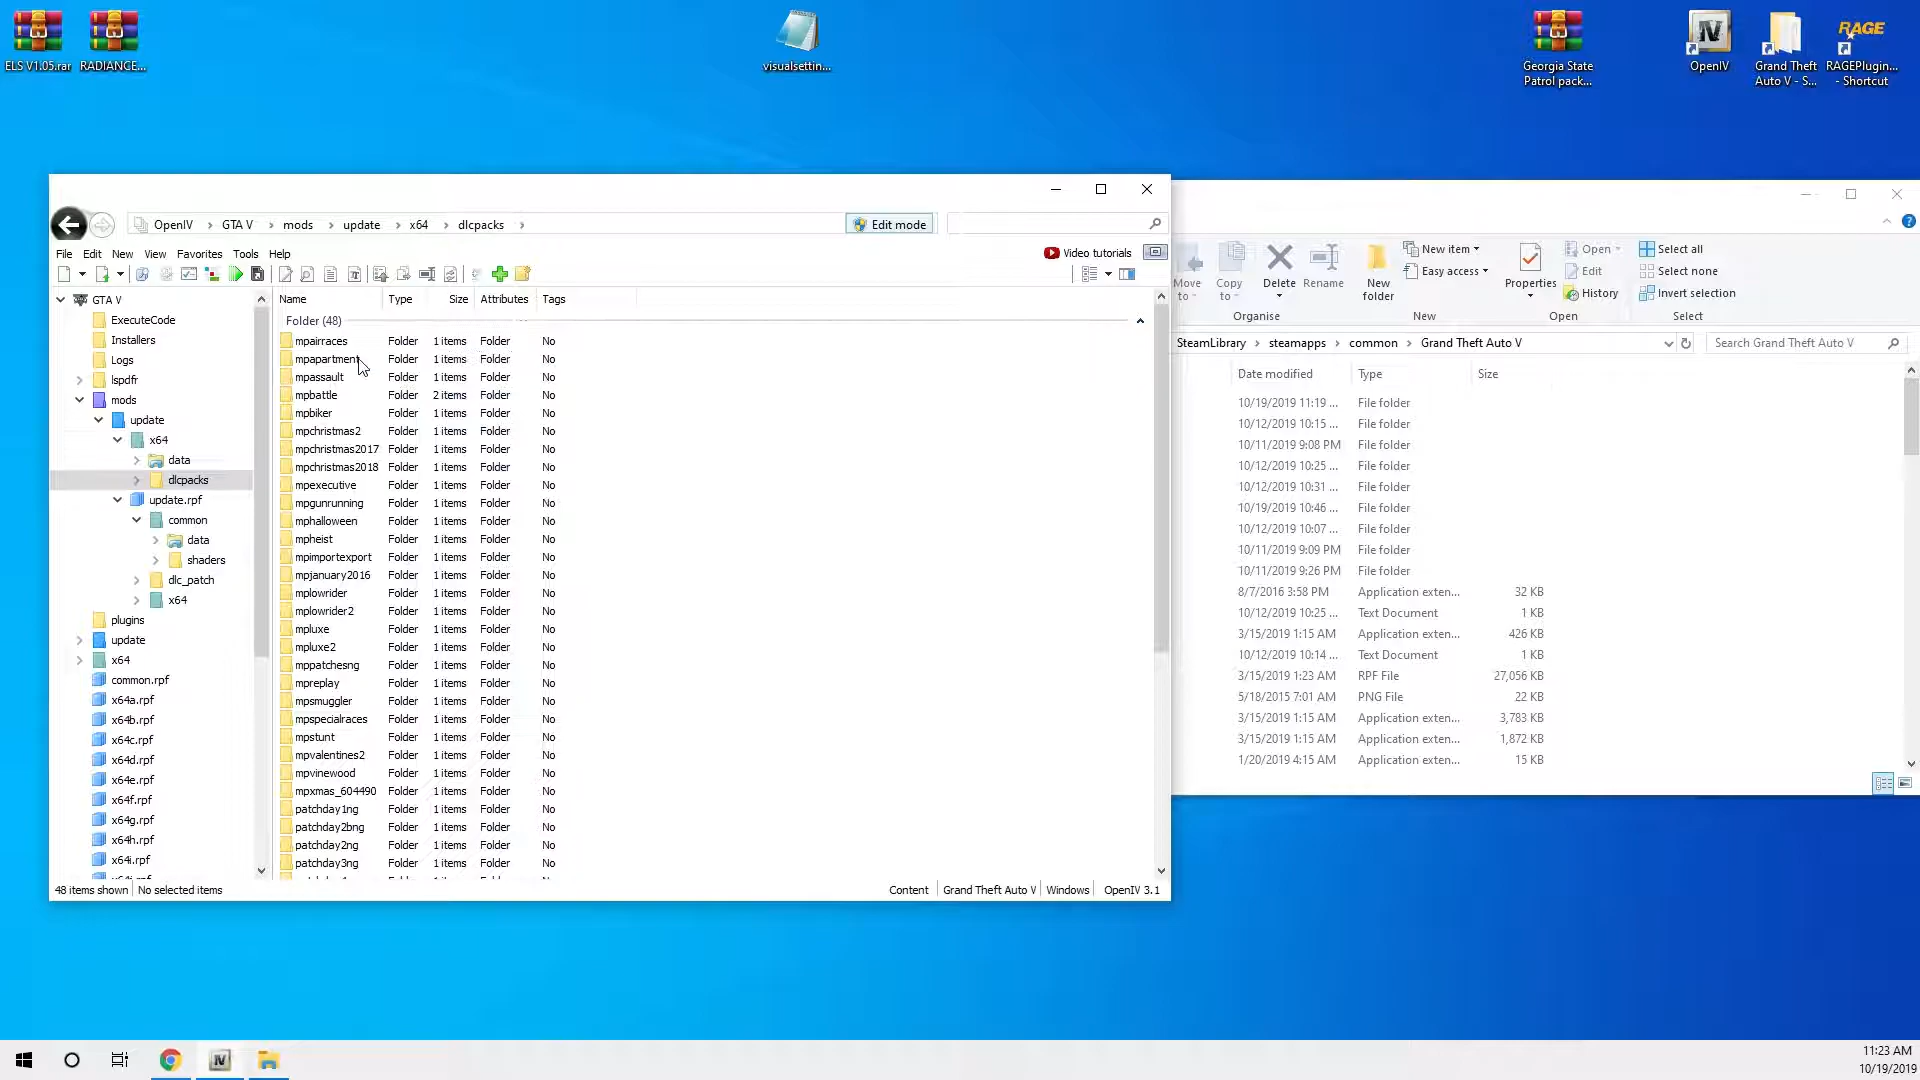 ELS V1.05.rar
RADIANCE...
visualsettin...
Georgia State
Patrol pack...
OpenIV
Grand Theft
Auto V - S...
RAGE
RAGEPlugin...
- Shortcut
OpenIV
GTA V
mods
update
x64
dlcpacks
Edit mode
File
Edit
New
View
Favorites
Tools
Help
Video tutorials
GTA V
ExecuteCode
Installers
Logs
lspdfr
mods
update
x64
data
dlcpacks
update.rpf
common
data
shaders
dlc_patch
x64
plugins
update
x64
common.rpf
x64a.rpf
x64b.rpf
x64c.rpf
x64d.rpf
x64e.rpf
x64f.rpf
x64g.rpf
x64h.rpf
x64i.rpf
Name Type Size Attributes Tags
Folder (48)
mpairraces Folder 1 items Folder No
mpapartment Folder 1 items Folder No
mpassault Folder 1 items Folder No
mpbattle Folder 2 items Folder No
mpbiker Folder 1 items Folder No
mpchristmas2 Folder 1 items Folder No
mpchristmas2017 Folder 1 items Folder No
mpchristmas2018 Folder 1 items Folder No
mpexecutive Folder 1 items Folder No
mpgunrunning Folder 1 items Folder No
mphalloween Folder 1 items Folder No
mpheist Folder 1 items Folder No
mpimportexport Folder 1 items Folder No
mpjanuary2016 Folder 1 items Folder No
mplowrider Folder 1 items Folder No
mplowrider2 Folder 1 items Folder No
mpluxe Folder 1 items Folder No
mpluxe2 Folder 1 items Folder No
mppatchesng Folder 1 items Folder No
mpreplay Folder 1 items Folder No
mpsmuggler Folder 1 items Folder No
mpspecialraces Folder 1 items Folder No
mpstunt Folder 1 items Folder No
mpvalentines2 Folder 1 items Folder No
mpvinewood Folder 1 items Folder No
mpxmas_604490 Folder 1 items Folder No
patchday1ng Folder 1 items Folder No
patchday2bng Folder 1 items Folder No
patchday2ng Folder 1 items Folder No
patchday3ng Folder 1 items Folder No
48 items shown
No selected items
Content
Grand Theft Auto V
Windows
OpenIV 3.1
Move
to
Copy
to
Delete
Rename
Organise
New
folder
New item
Easy access
New
Properties
Open
Edit
History
Open
Select all
Select none
Invert selection
Select
SteamLibrary
steamapps
common
Grand Theft Auto V
Search Grand Theft Auto V
Date modified Type Size
10/19/2019 11:19 ... File folder
10/12/2019 10:15 ... File folder
10/11/2019 9:08 PM File folder
10/12/2019 10:25 ... File folder
10/12/2019 10:31 ... File folder
10/19/2019 10:46 ... File folder
10/12/2019 10:07 ... File folder
10/11/2019 9:09 PM File folder
10/11/2019 9:26 PM File folder
8/7/2016 3:58 PM Application exten... 32 KB
10/12/2019 10:25 ... Text Document 1 KB
3/15/2019 1:15 AM Application exten... 426 KB
10/12/2019 10:14 ... Text Document 1 KB
3/15/2019 1:23 AM RPF File 27,056 KB
5/18/2015 7:01 AM PNG File 22 KB
3/15/2019 1:15 AM Application exten... 3,783 KB
3/15/2019 1:15 AM Application exten... 1,872 KB
1/20/2019 4:15 AM Application exten... 15 KB
11:23 AM
10/19/2019